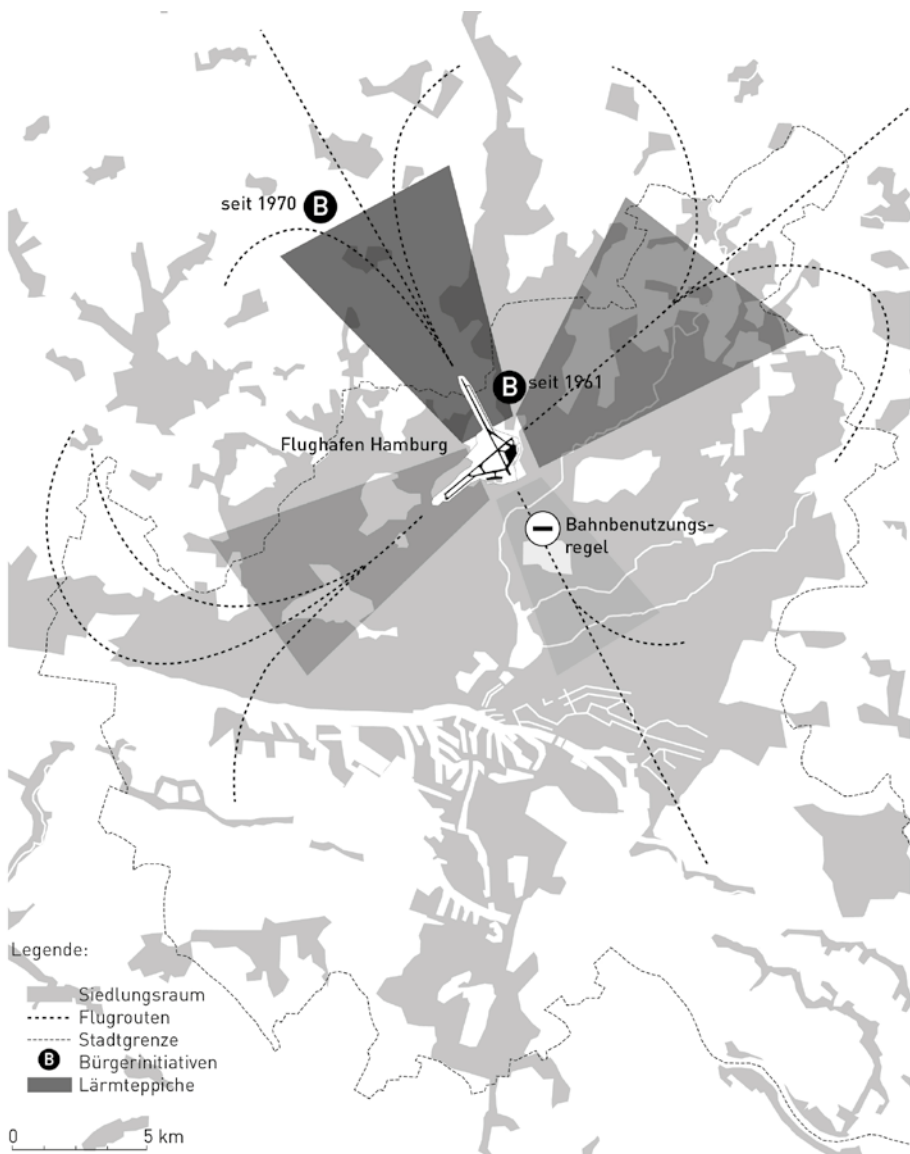 seit 1970 B
B seit 1961
Flughafen Hamburg
Bahnbenutzungs-
regel
Legende:
Siedlungsraum
Flugrouten
Stadtgrenze
B Bürgerinitiativen
Lärmteppiche
0 5 km